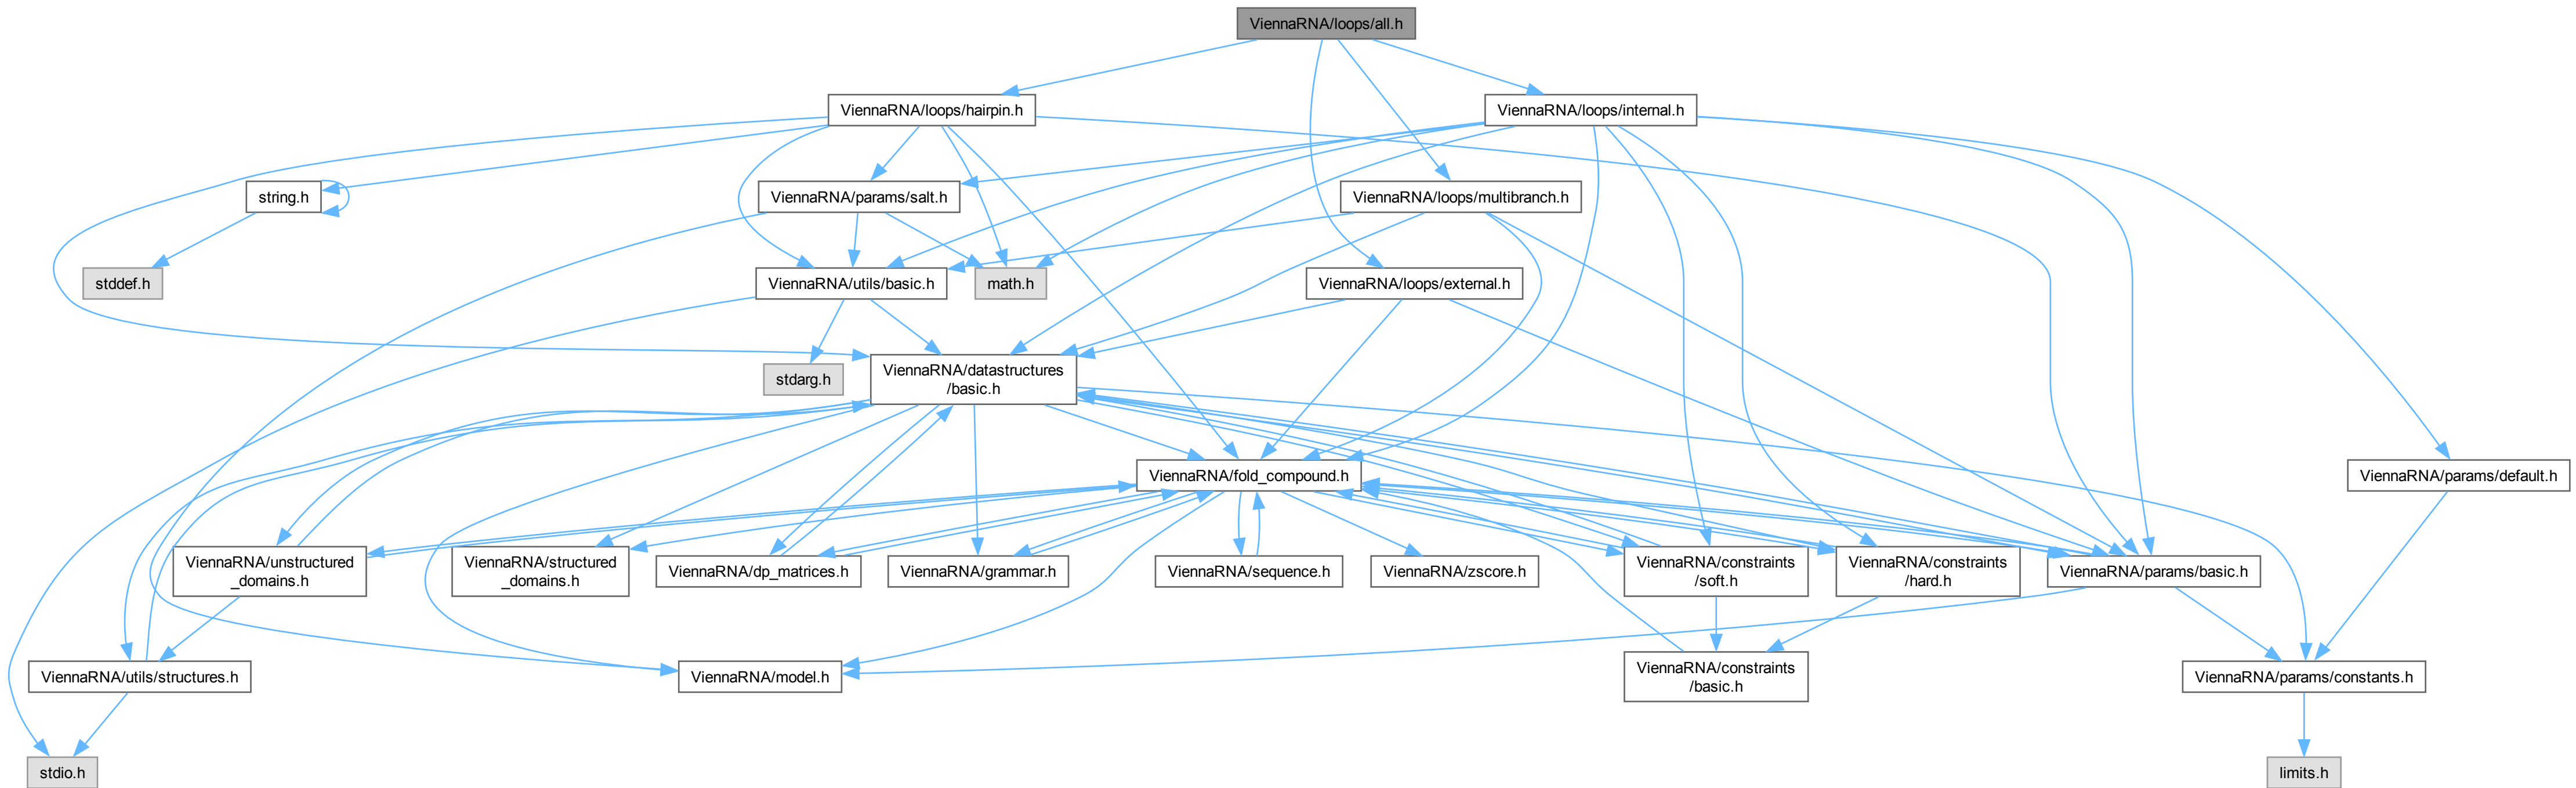 ViennaRNA/loops/all.h
ViennaRNA/loops/hairpin.h
ViennaRNA/loops/internal.h
string.h
ViennaRNA/params/salt.h
ViennaRNA/loops/multibranch.h
stddef.h
ViennaRNA/utils/basic.h
math.h
ViennaRNA/loops/external.h
stdarg.h
ViennaRNA/datastructures
/basic.h
ViennaRNA/fold_compound.h
ViennaRNA/params/default.h
ViennaRNA/unstructured
_domains.h
ViennaRNA/structured
_domains.h
ViennaRNA/dp_matrices.h
ViennaRNA/grammar.h
ViennaRNA/sequence.h
ViennaRNA/zscore.h
ViennaRNA/constraints
/soft.h
ViennaRNA/constraints
/hard.h
ViennaRNA/params/basic.h
ViennaRNA/utils/structures.h
ViennaRNA/model.h
ViennaRNA/constraints
/basic.h
ViennaRNA/params/constants.h
stdio.h
limits.h